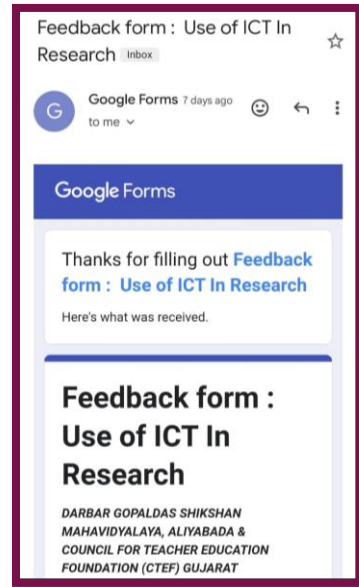 Feedback form : Use of ICT In
Research Inbox
G
Google Forms 7 days ago
to me
Google Forms
Thanks for filling out Feedback
form : Use of ICT In Research
Here's what was received.
Feedback form :
Use of ICT In
Research
DARBAR GOPALDAS SHIKSHAN
MAHAVIDYALAYA, ALIYABADA &
COUNCIL FOR TEACHER EDUCATION
FOUNDATION (CTEF) GUJARAT